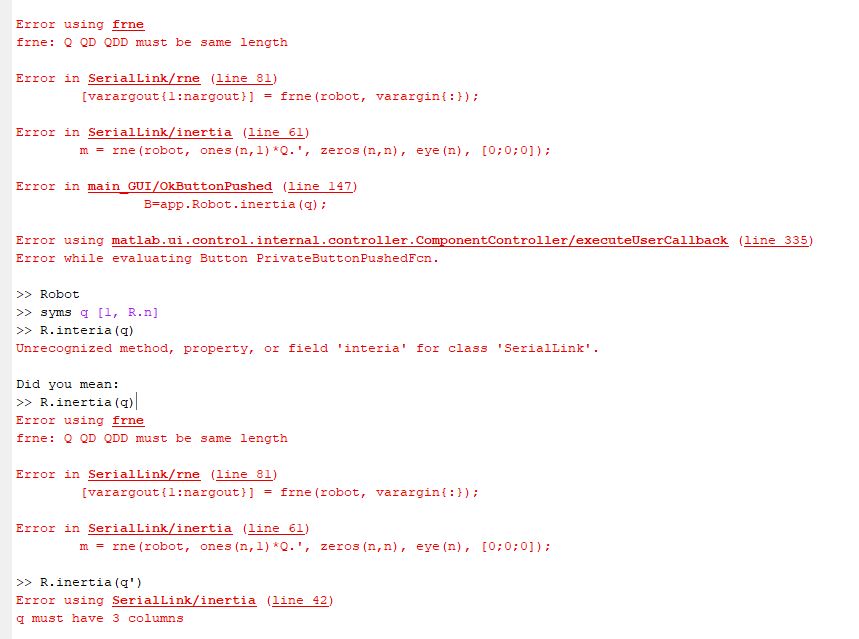 Error using frne
frne: Q QD QDD must be same length
Error in SerialLink/rne (line 81)
[varargout{1:nargout}] = frne(robot, varargin{:});
Error in SerialLink/inertia (line 61)
m = rne(robot, ones(n,1)*Q.', zeros(n,n), eye(n), [0;0;0]);
Error in main_GUI/OkButtonPushed (line 147)
B=app.Robot.inertia(q);
Error using matlab.ui.control.internal.controller.ComponentController/executeUserCallback (line 335)
Error while evaluating Button PrivateButtonPushedFcn.
>> Robot
>> syms q [1, R.n]
>> R.interia(q)
Unrecognized method, property, or field 'interia' for class 'SerialLink'.
Did you mean:
>> R.inertia(q)
Error using frne
frne: Q QD QDD must be same length
Error in SerialLink/rne (line 81)
[varargout{1:nargout}] = frne(robot, varargin{:});
Error in SerialLink/inertia (line 61)
m = rne(robot, ones(n,1)*Q.', zeros(n,n), eye(n), [0;0;0]);
>> R.inertia(q')
Error using SerialLink/inertia (line 42)
q must have 3 columns